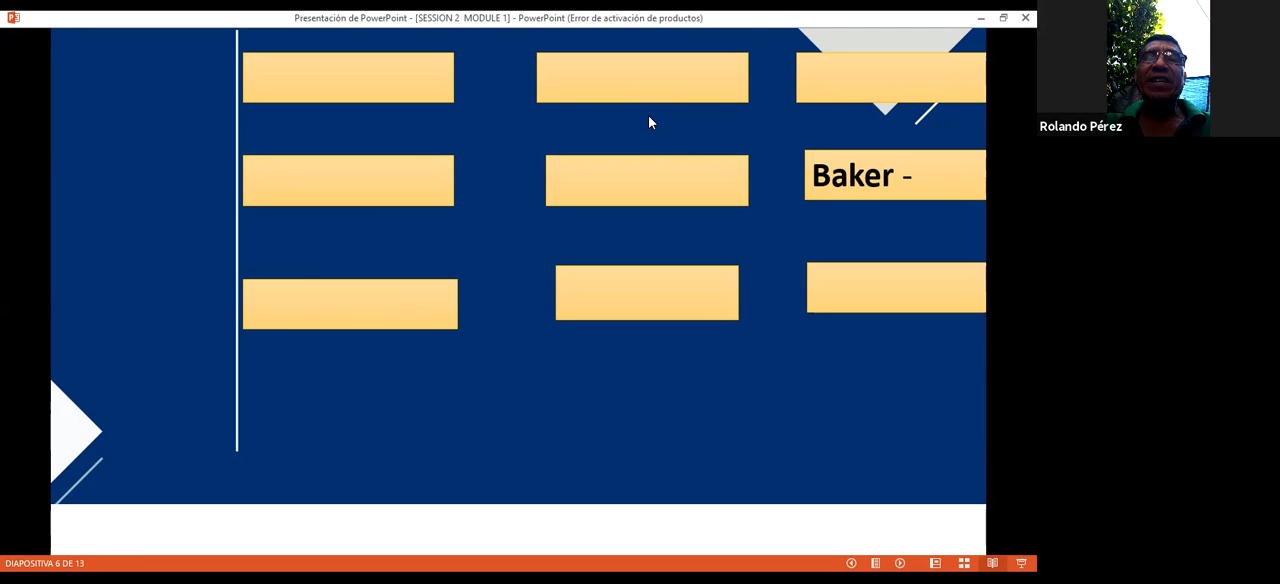 Presentación de PowerPoint - [SESSION 2 MODULE 1] - PowerPoint (Error de activación de productos)
Baker -
Rolando Pérez
DIAPOSITIVA 6 DE 13